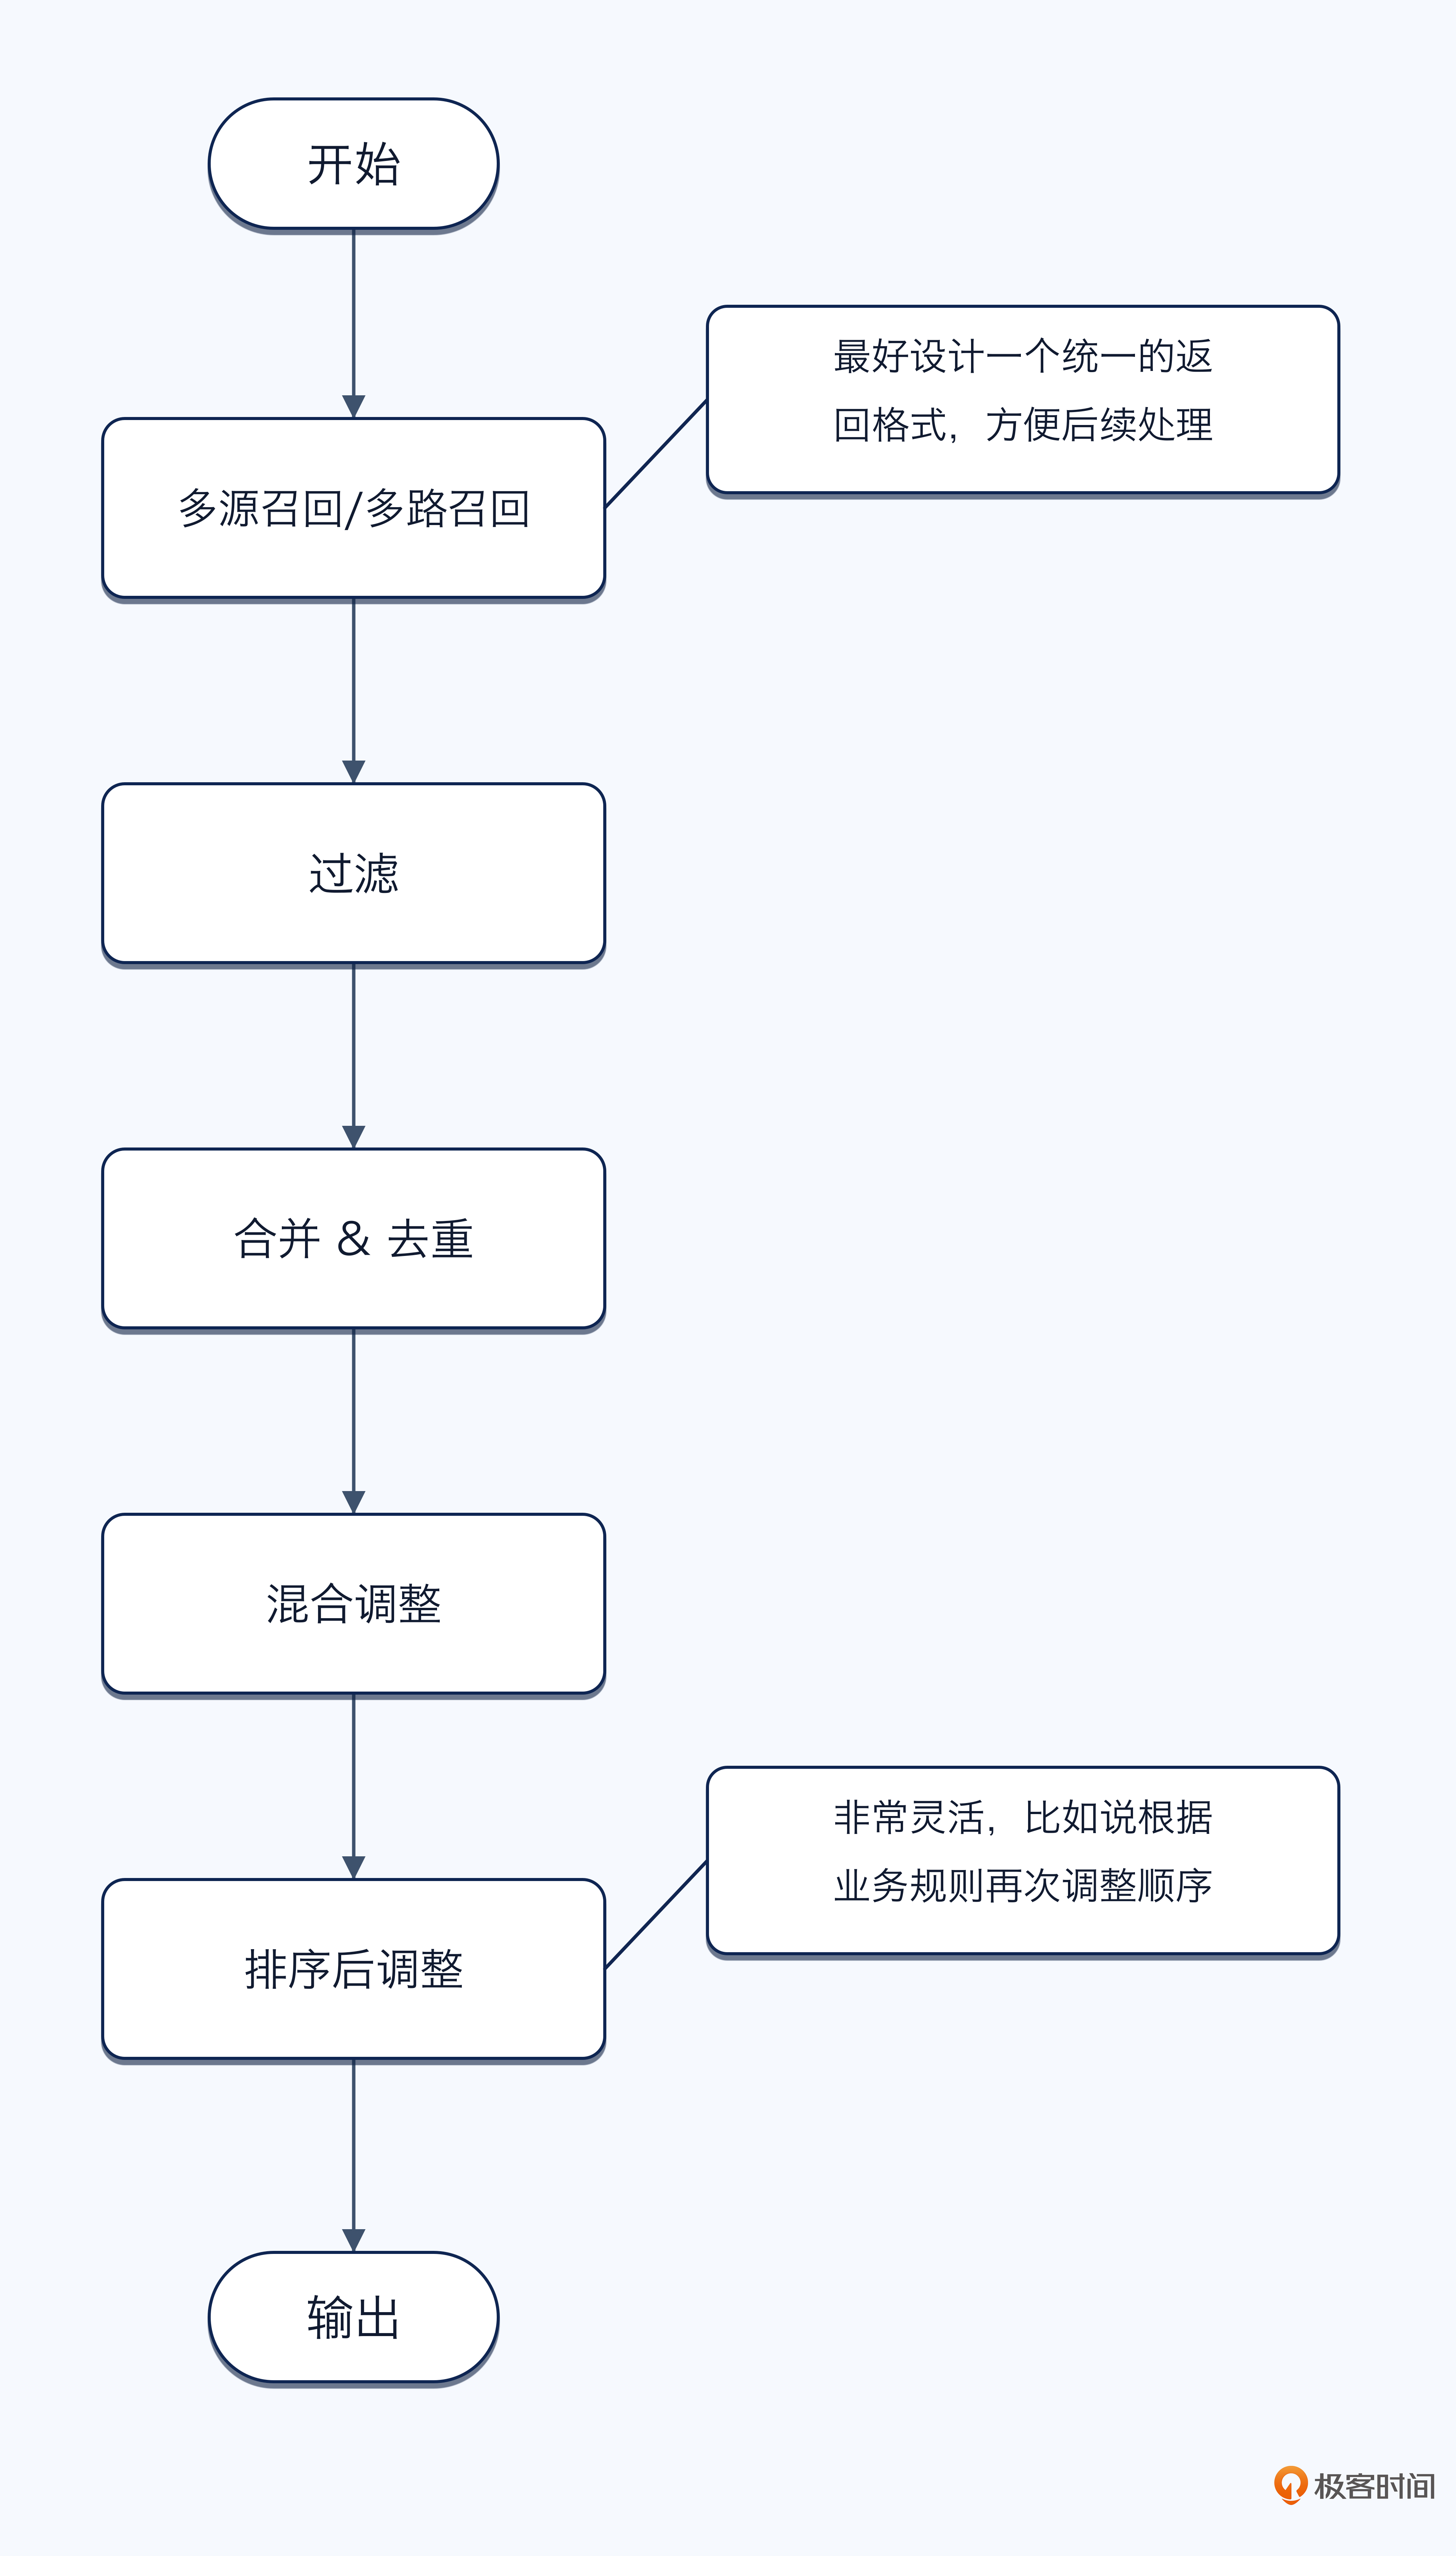 开始
最好设计一个统一的返
回格式，方便后续处理
多源召回/多路召回
过滤
合并 & 去重
混合调整
非常灵活，比如说根据
业务规则再次调整顺序
排序后调整
输出
极客时间